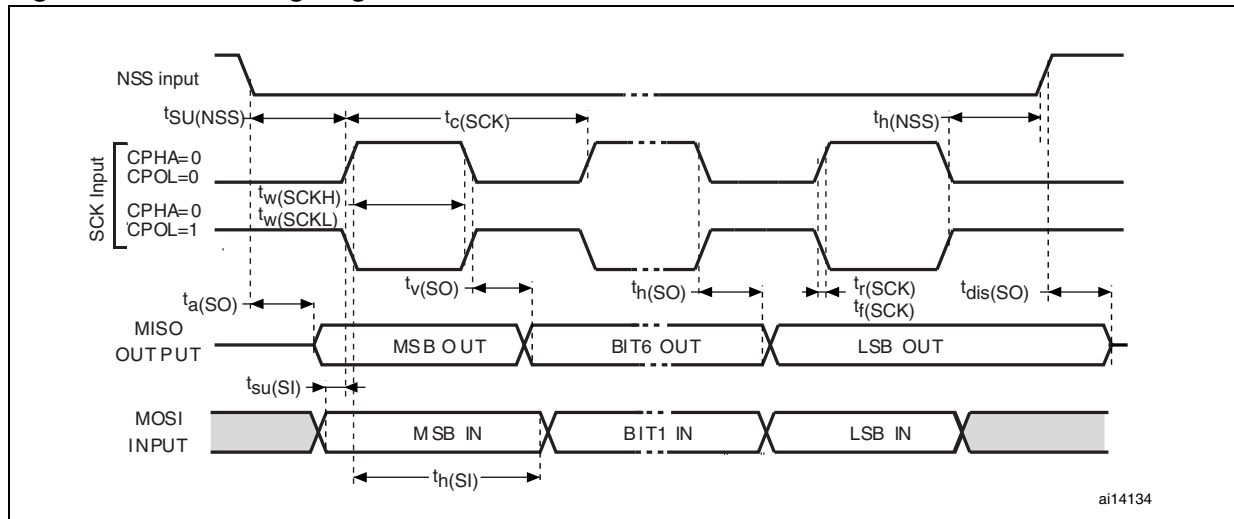 NSS input
tSU(NSS)
tc(SCK)
th(NSS)
SCK Input
CPHA=0
CPOL=0
tw(SCKH)
CPHA=0
tw(SCKL)
CPOL=1
ta(SO)
tv(SO)
th(SO)
tr(SCK)
tf(SCK)
tdis(SO)
MISO
OUTPUT
MSB OUT
BIT6 OUT
LSB OUT
tsu(SI)
MOSI
INPUT
MSB IN
BIT1 IN
LSB IN
th(SI)
ai14134